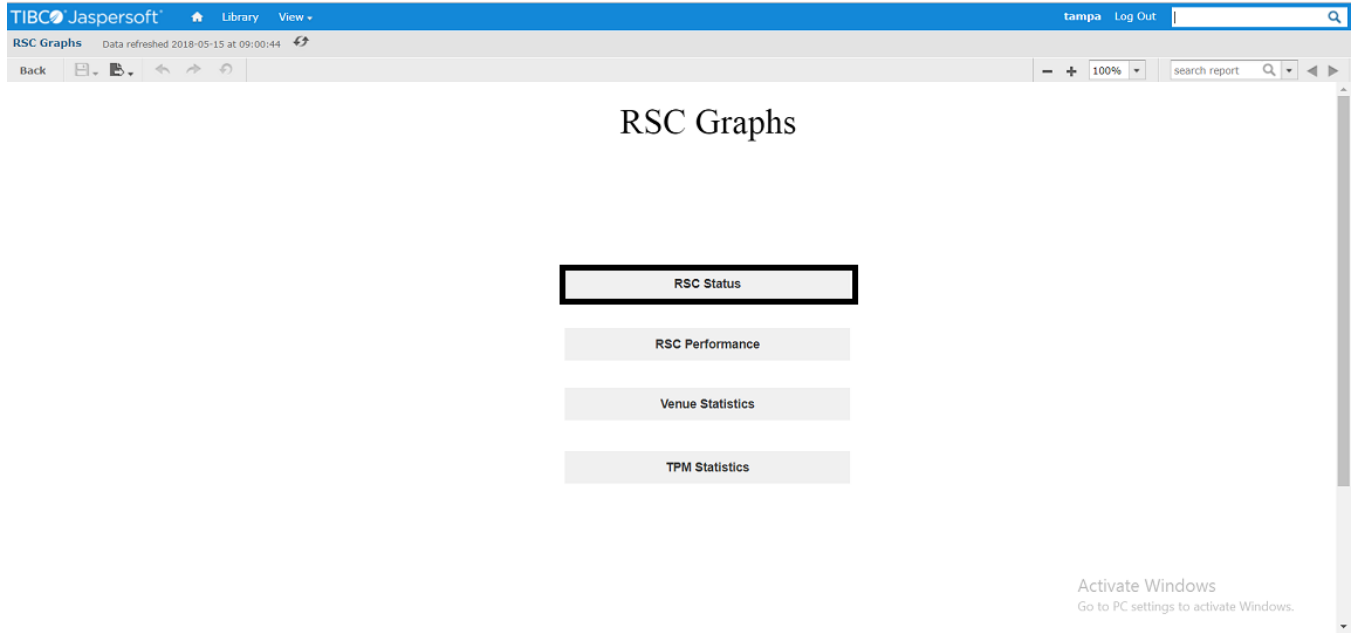 TIBCO Jaspersoft Library View tampa Log Out
RSC Graphs Data refreshed 2018-05-15 at 09:00:44
Back 100% search report
RSC Graphs
RSC Status
RSC Performance
Venue Statistics
TPM Statistics
Activate Windows
Go to PC settings to activate Windows.